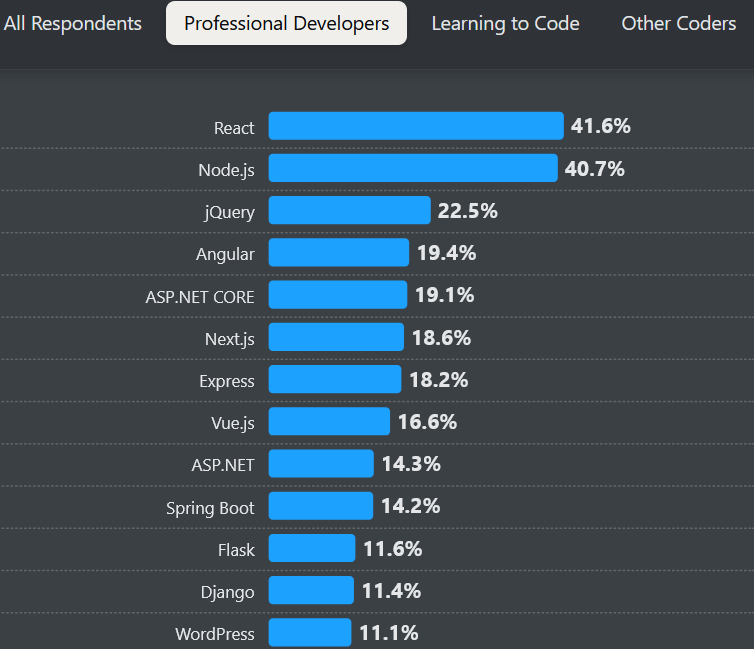 All Respondents Professional Developers Learning to Code Other Coders
React 41.6%
Node.js 40.7%
jQuery 22.5%
Angular 19.4%
ASP.NET CORE 19.1%
Next.js 18.6%
Express 18.2%
Vue.js 16.6%
ASP.NET 14.3%
Spring Boot 14.2%
Flask 11.6%
Django 11.4%
WordPress 11.1%